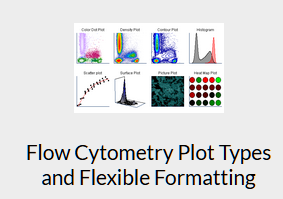 Color Dot Plot Density Plot Contour Plot Histogram
Scatter plot Surface Plot Picture Plot Heat Map Plot
Flow Cytometry Plot Types
and Flexible Formatting